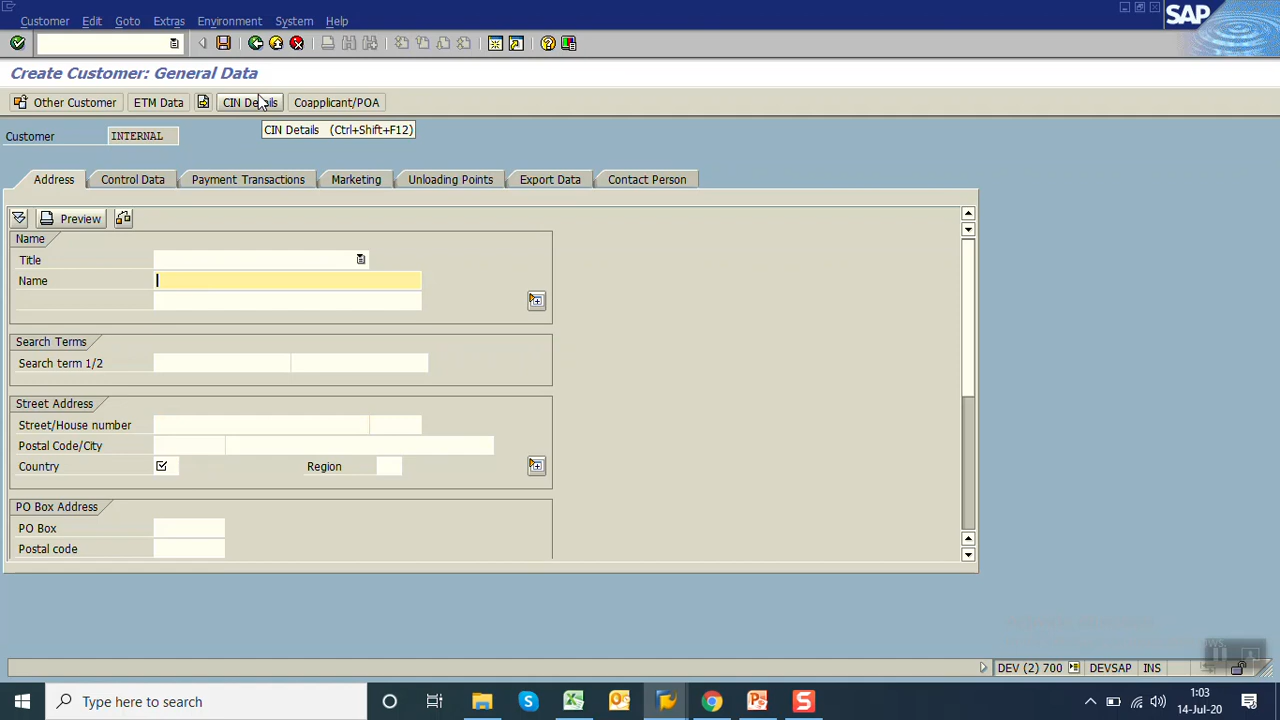 Customer Edit Goto Extras Environment System Help
SAP
Create Customer: General Data
Other Customer ETM Data CIN Details Coapplicant/POA
CIN Details (Ctrl+Shift+F12)
Customer INTERNAL
Address Control Data Payment Transactions Marketing Unloading Points Export Data Contact Person
Preview
Name
Title
Name
Search Terms
Search term 1/2
Street Address
Street/House number
Postal Code/City
Country Region
PO Box Address
PO Box
Postal code
DEV (2) 700 DEVSAP INS
Type here to search
1:03
14-Jul-20